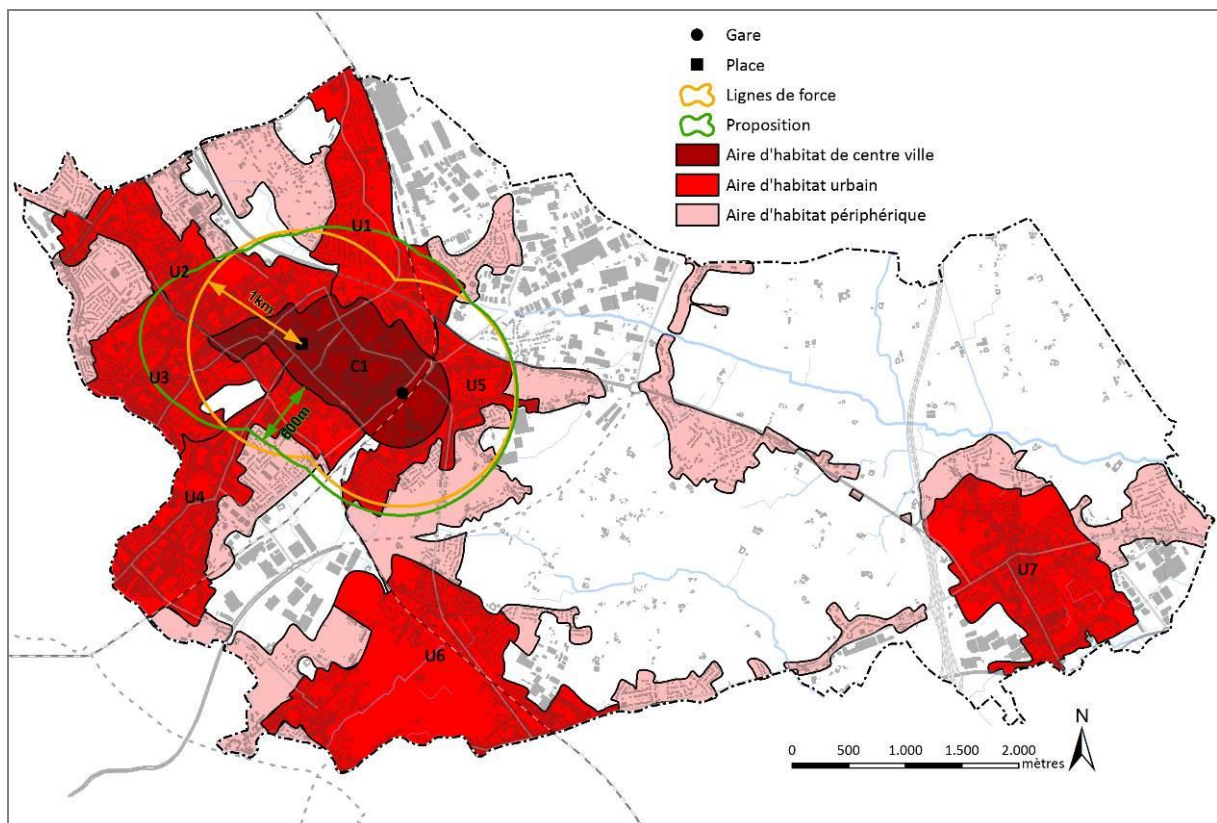 Gare
Place
Lignes de force
Proposition
Aire d'habitat de centre ville
Aire d'habitat urbain
Aire d'habitat périphérique
U1
U2
1km
C1
U3
U5
600m
U4
U7
U6
N
0 500 1.000 1.500 2.000
mètres